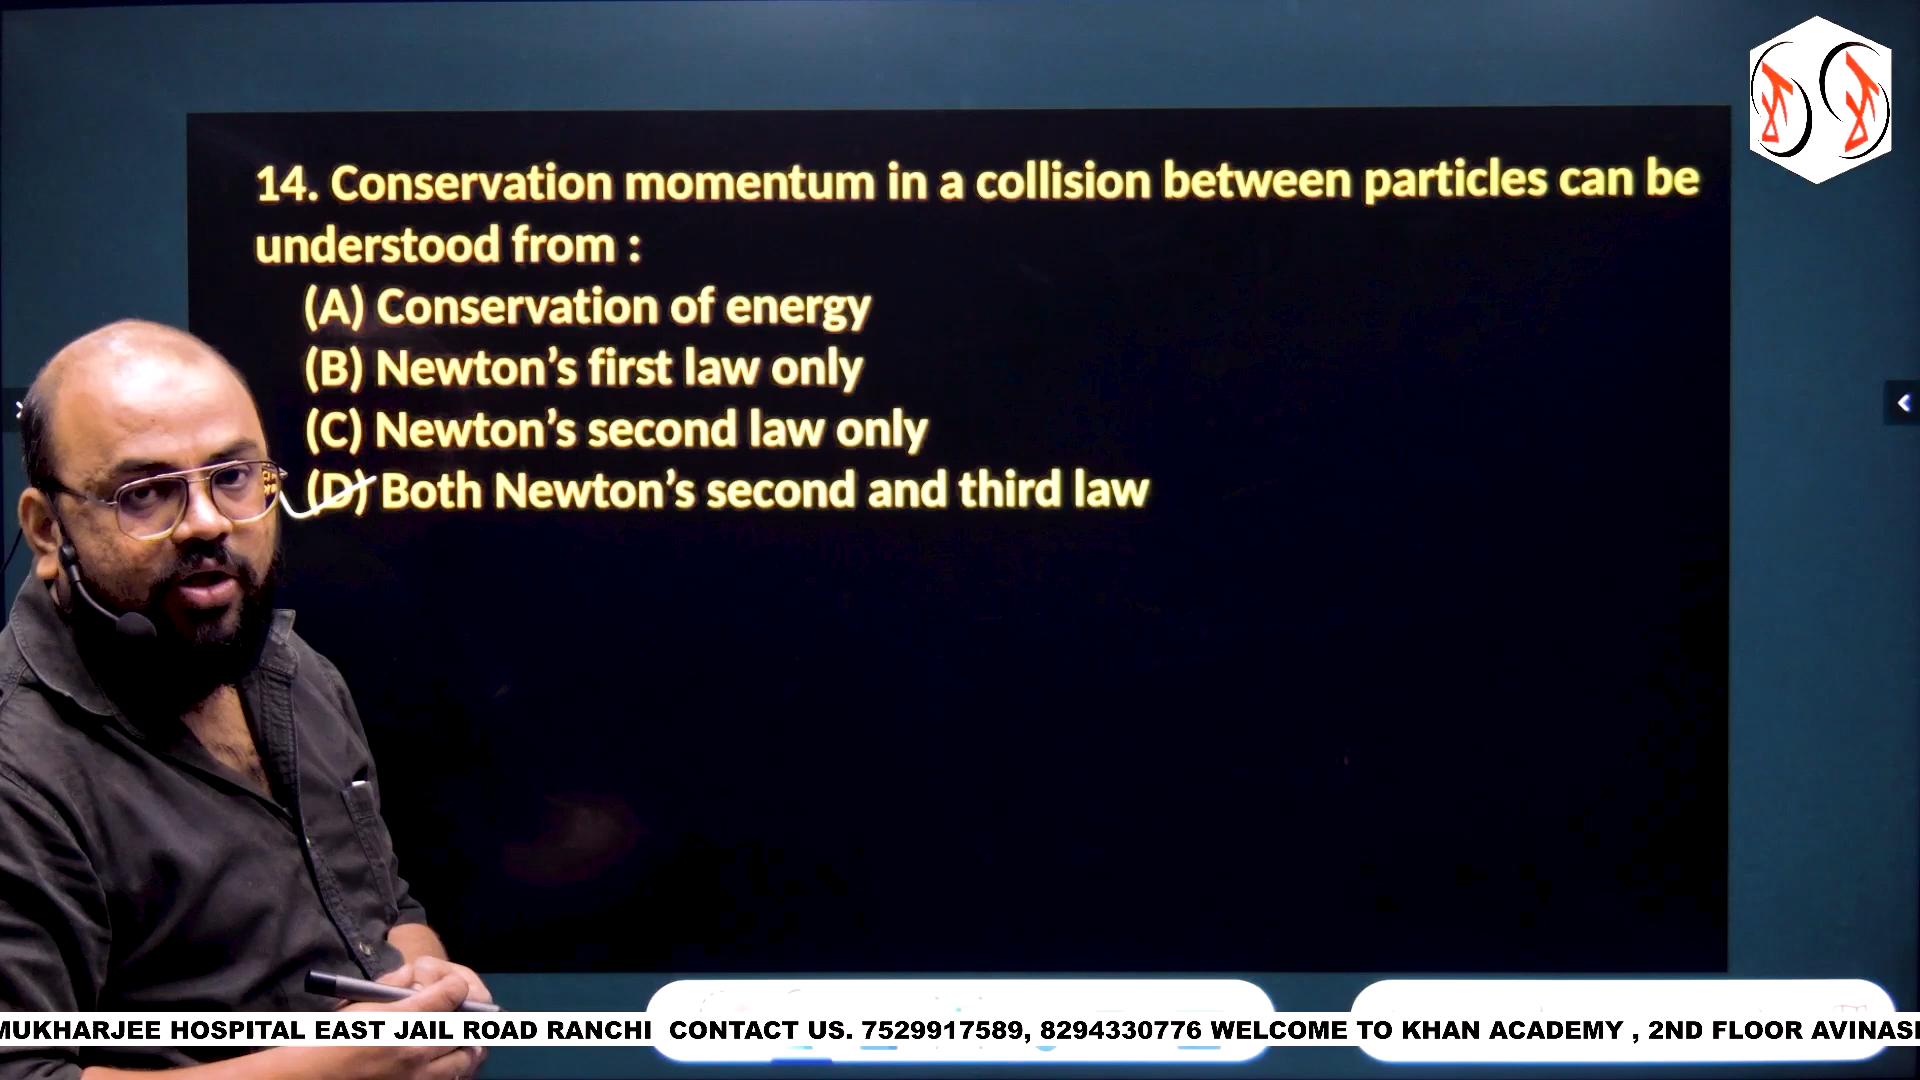 14. Conservation momentum in a collision between particles can be
understood from :
(A) Conservation of energy
(B) Newton's first law only
(C) Newton's second law only
(D) Both Newton's second and third law
MUKHARJEE HOSPITAL EAST JAIL ROAD RANCHI CONTACT US. 7529917589, 8294330776 WELCOME TO KHAN ACADEMY , 2ND FLOOR AVINAS